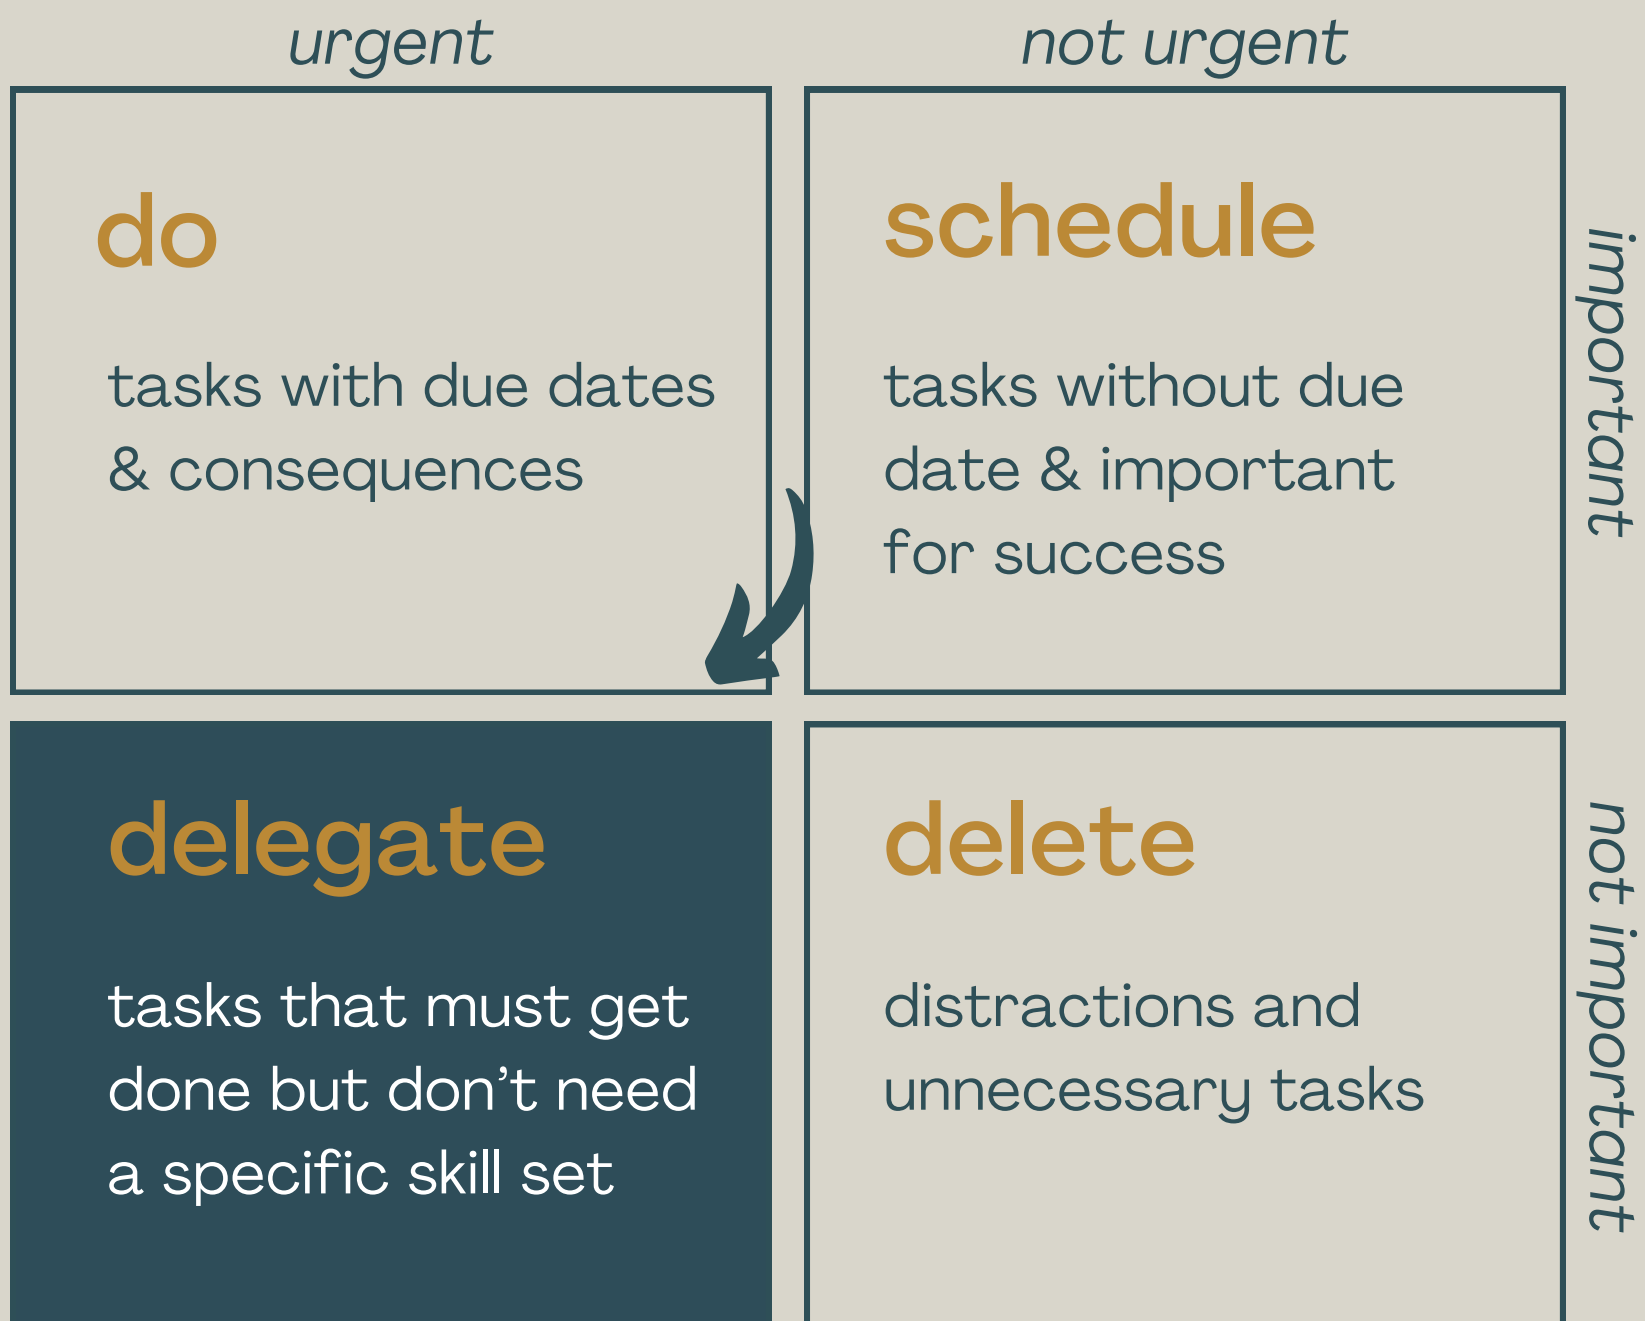 urgent
not urgent
do
tasks with due dates
& consequences
schedule
tasks without due
date & important
for success
important
delegate
tasks that must get
done but don’t need
a specific skill set
delete
distractions and
unnecessary tasks
not important